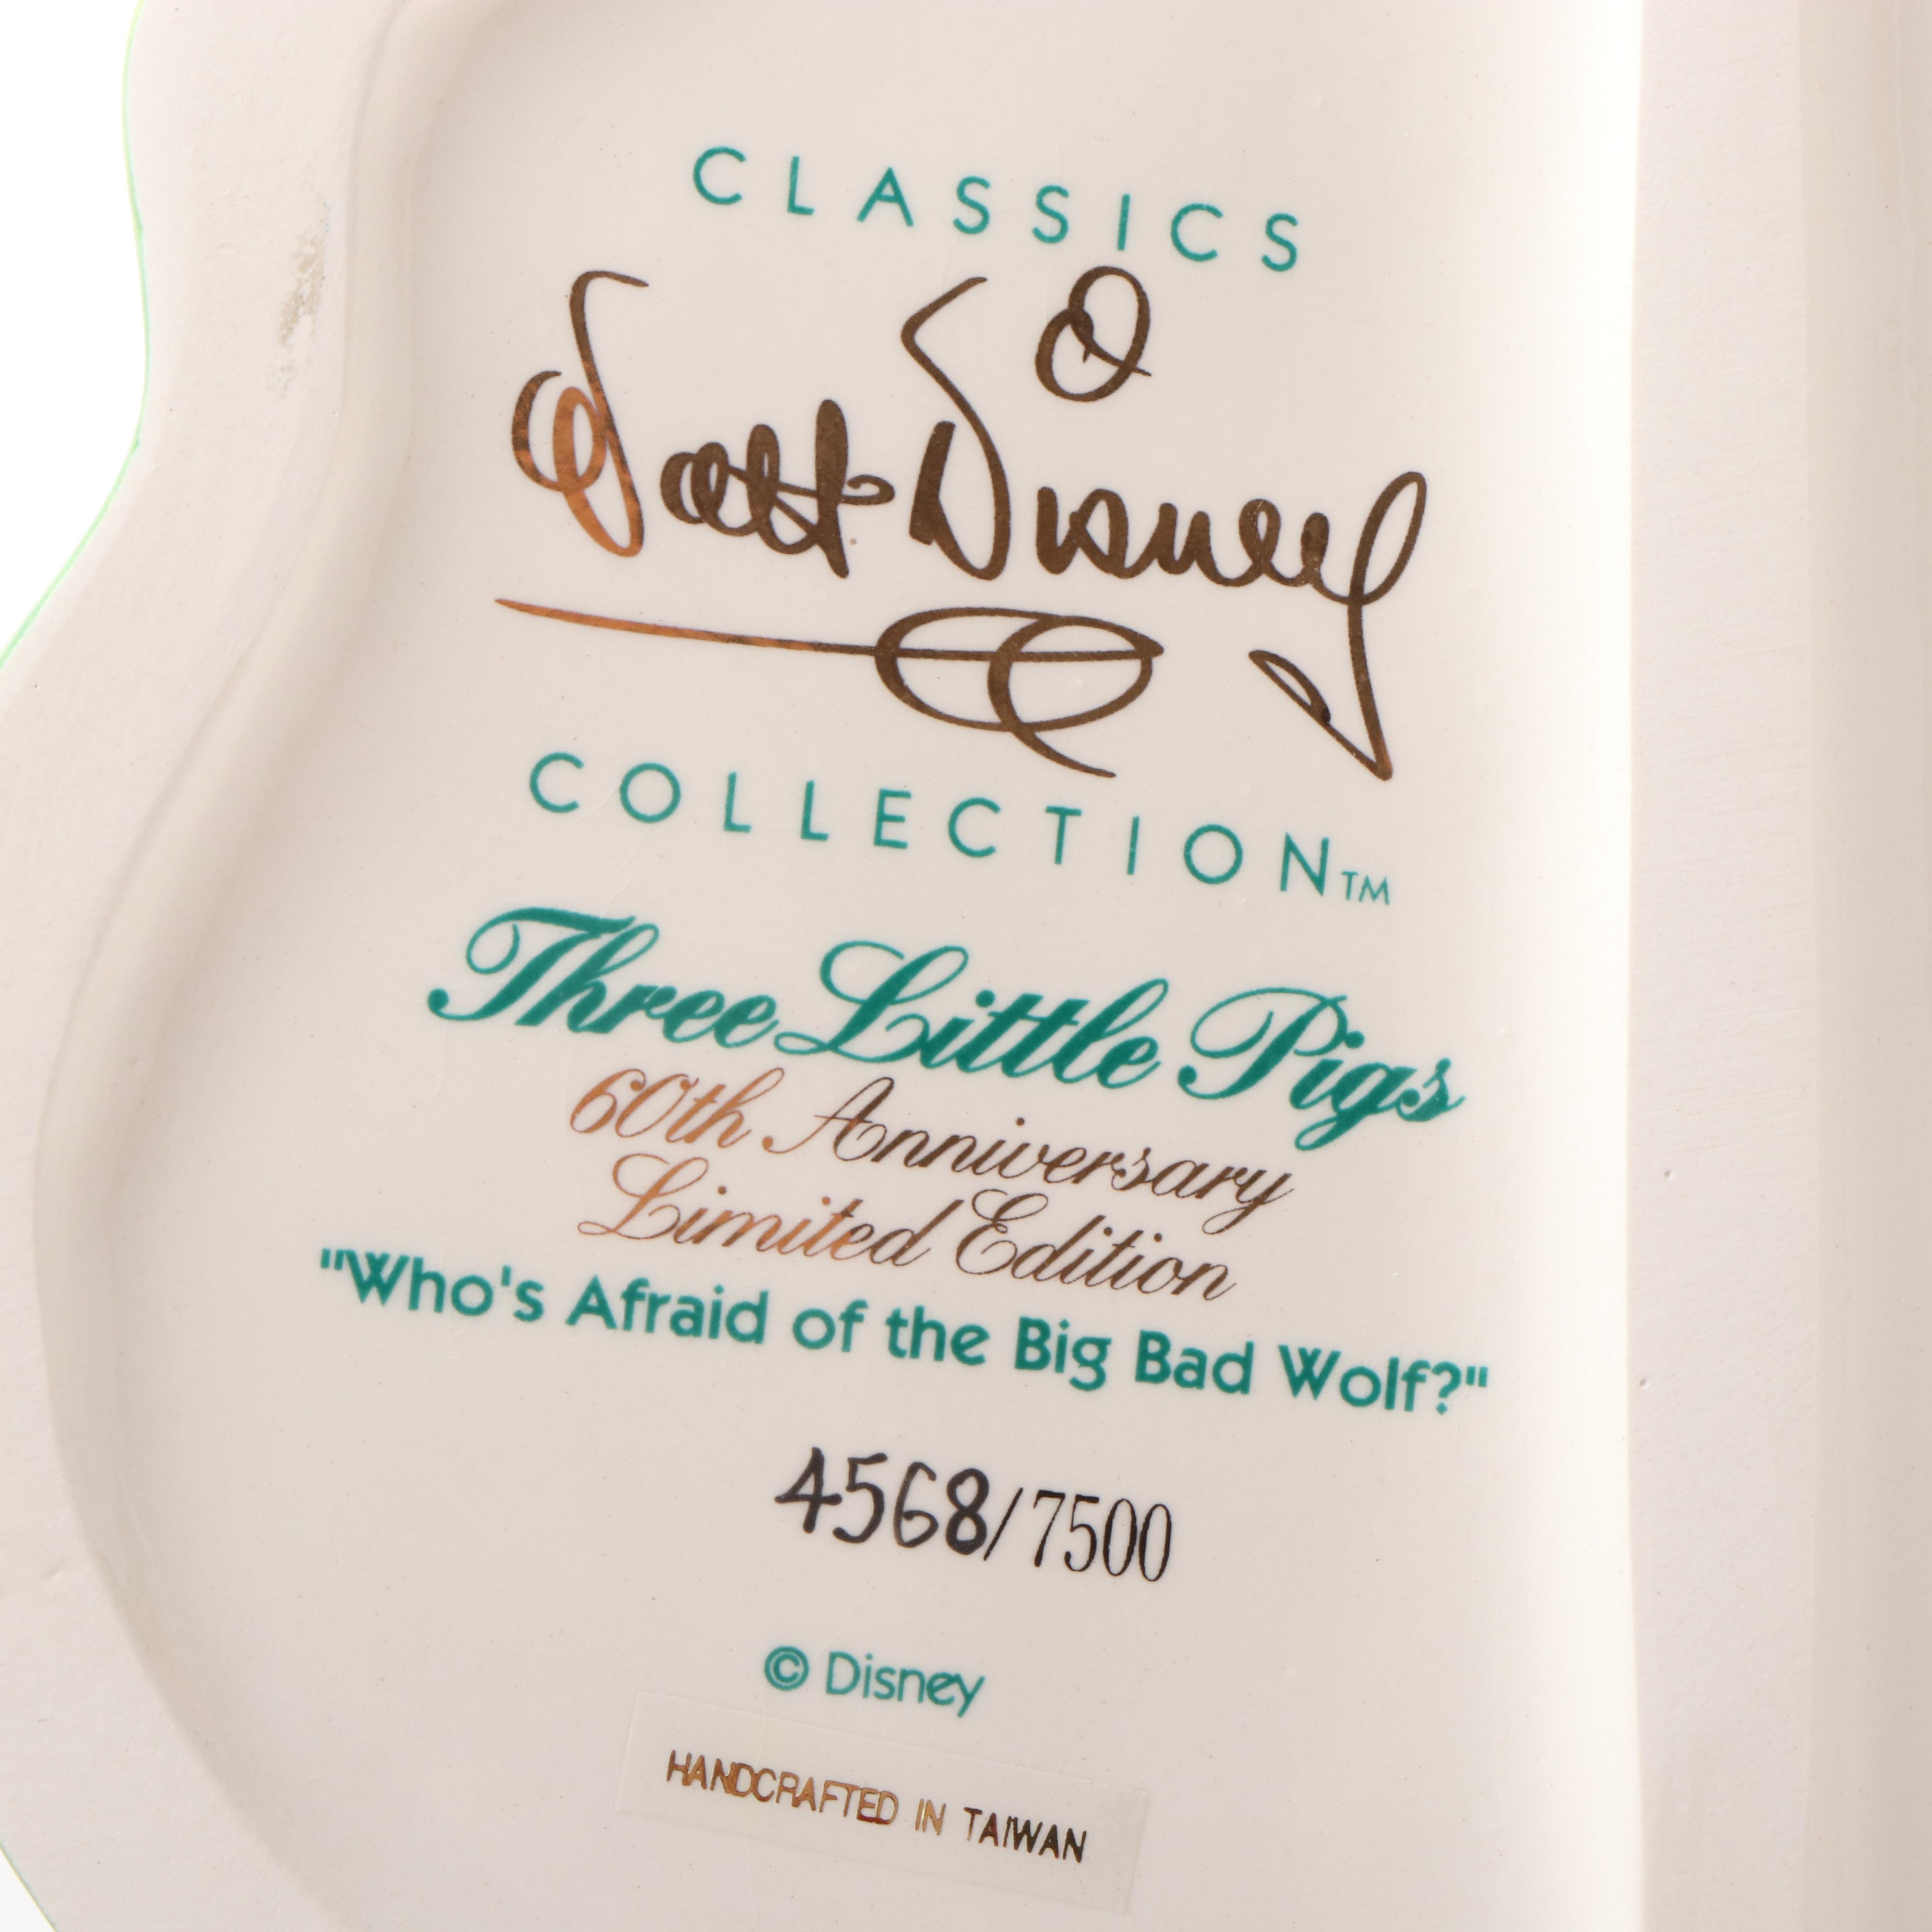 CLASSICS
Walt Disney
COLLECTION™
Three Little Pigs
60th Anniversary
Limited Edition
"Who's Afraid of the Big Bad Wolf?"
4568/7500
© Disney
HANDCRAFTED IN TAIWAN